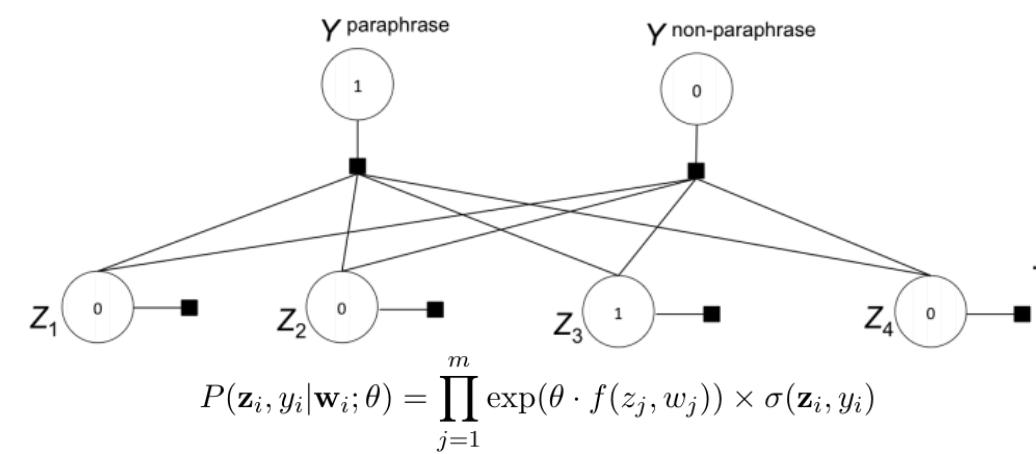 Y paraphrase
Y non-paraphrase
1
0
Z₁ 0
Z₂ 0
Z₃ 1
Z₄ 0
m
P(zᵢ, yᵢ|wᵢ; θ) = ∏ exp(θ · f(zⱼ, wⱼ)) × σ(zᵢ, yᵢ)
j=1